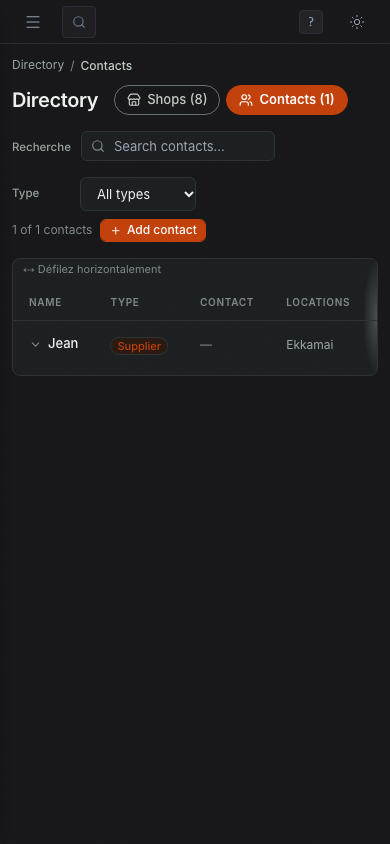 ?
Directory / Contacts
Directory Shops (8) Contacts (1)
Recherche Search contacts...
Type All types
1 of 1 contacts + Add contact
↔ Défilez horizontalement
NAME TYPE CONTACT LOCATIONS
Jean Supplier — Ekkamai